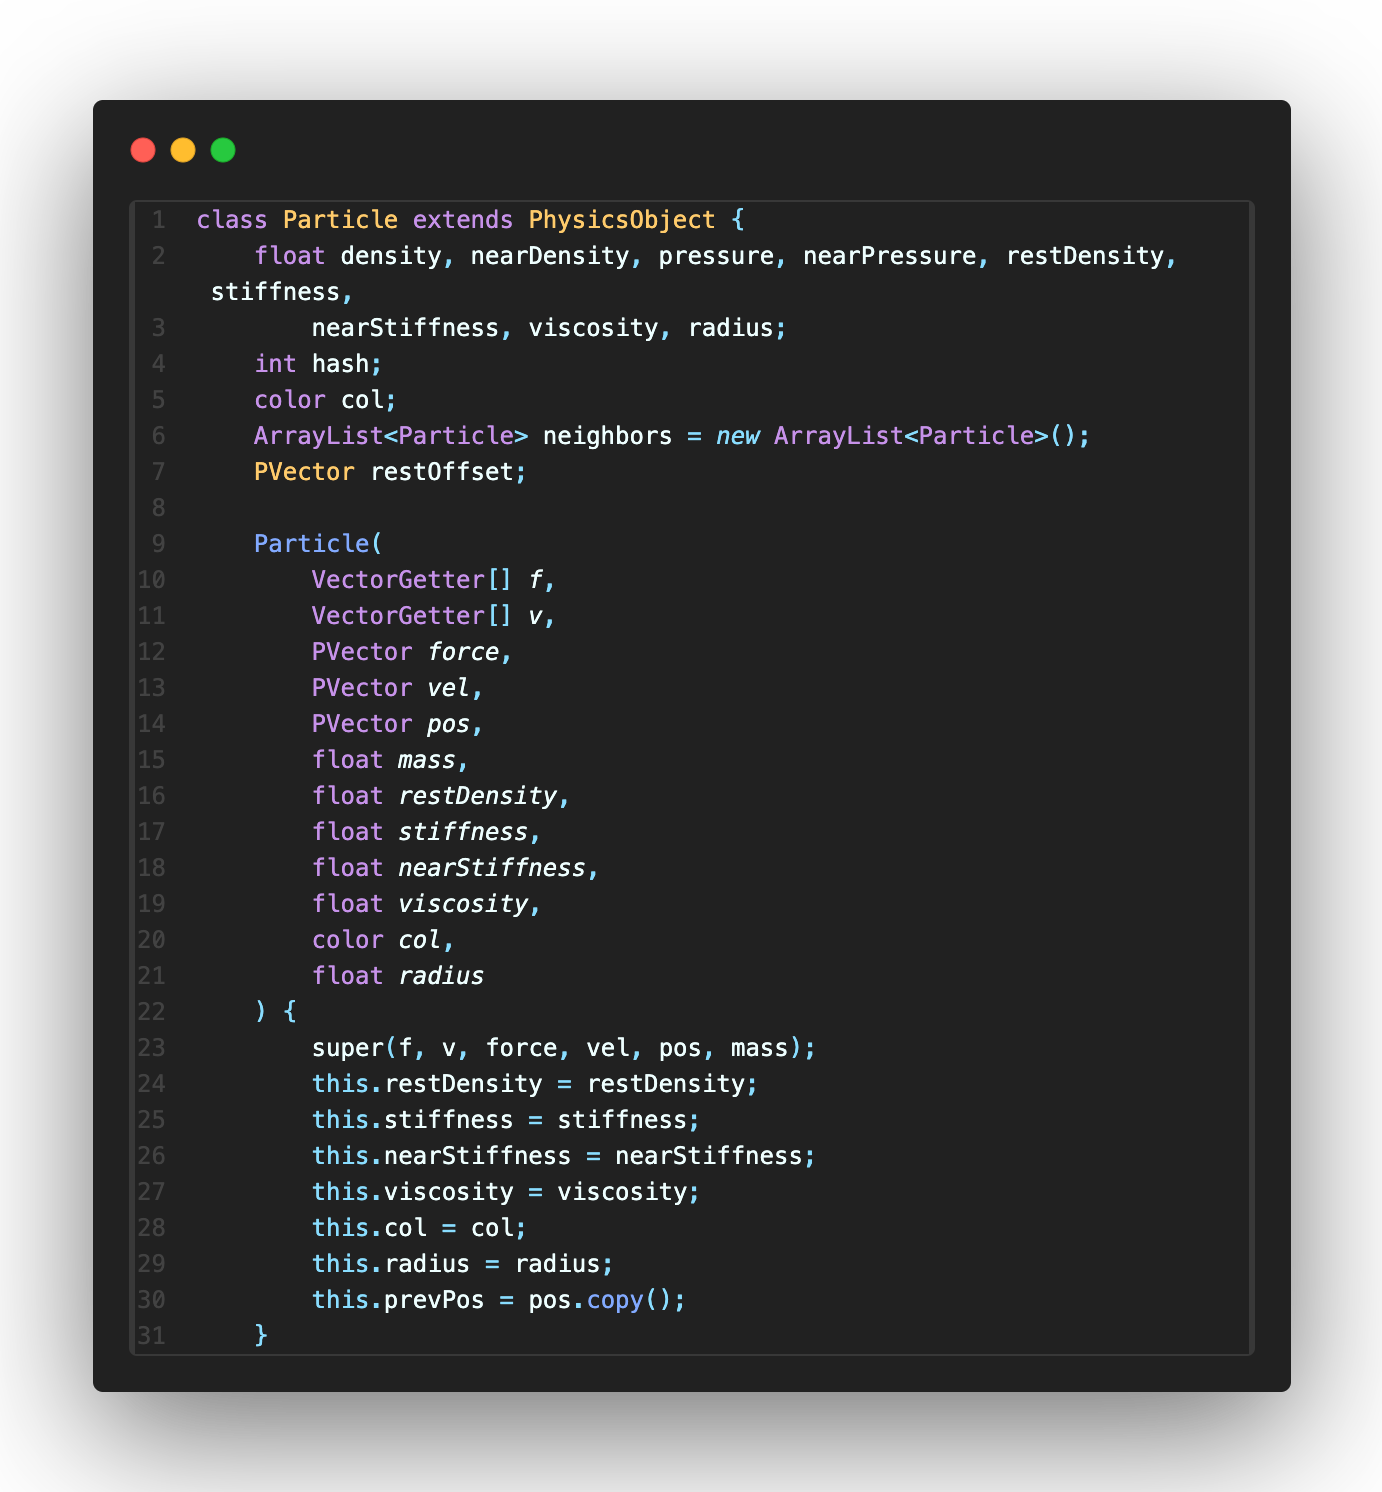 1 class Particle extends PhysicsObject {
2     float density, nearDensity, pressure, nearPressure, restDensity,
 stiffness,
3         nearStiffness, viscosity, radius;
4     int hash;
5     color col;
6     ArrayList<Particle> neighbors = new ArrayList<Particle>();
7     PVector restOffset;
8
9     Particle(
10         VectorGetter[] f,
11         VectorGetter[] v,
12         PVector force,
13         PVector vel,
14         PVector pos,
15         float mass,
16         float restDensity,
17         float stiffness,
18         float nearStiffness,
19         float viscosity,
20         color col,
21         float radius
22     ) {
23         super(f, v, force, vel, pos, mass);
24         this.restDensity = restDensity;
25         this.stiffness = stiffness;
26         this.nearStiffness = nearStiffness;
27         this.viscosity = viscosity;
28         this.col = col;
29         this.radius = radius;
30         this.prevPos = pos.copy();
31     }